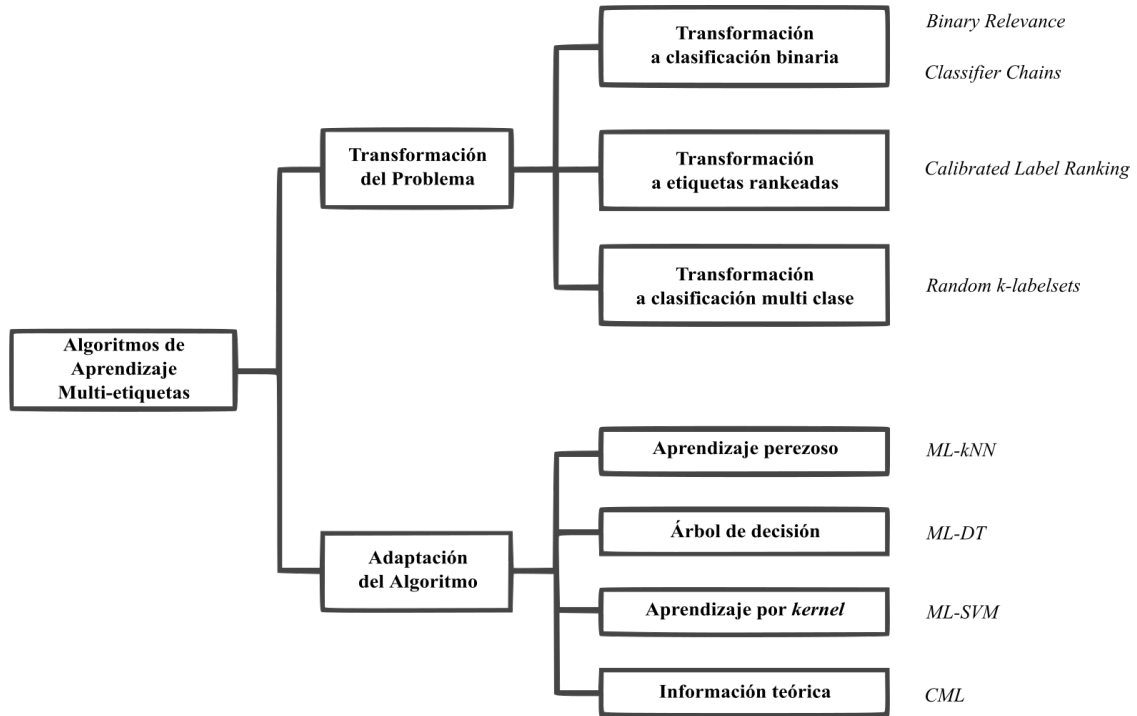 Transformación
a clasificación binaria
Binary Relevance
Classifier Chains
Transformación
del Problema
Transformación
a etiquetas rankeadas
Calibrated Label Ranking
Transformación
a clasificación multi clase
Random k-labelsets
Algoritmos de
Aprendizaje
Multi-etiquetas
Aprendizaje perezoso
ML-kNN
Árbol de decisión
ML-DT
Adaptación
del Algoritmo
Aprendizaje por kernel
ML-SVM
Información teórica
CML